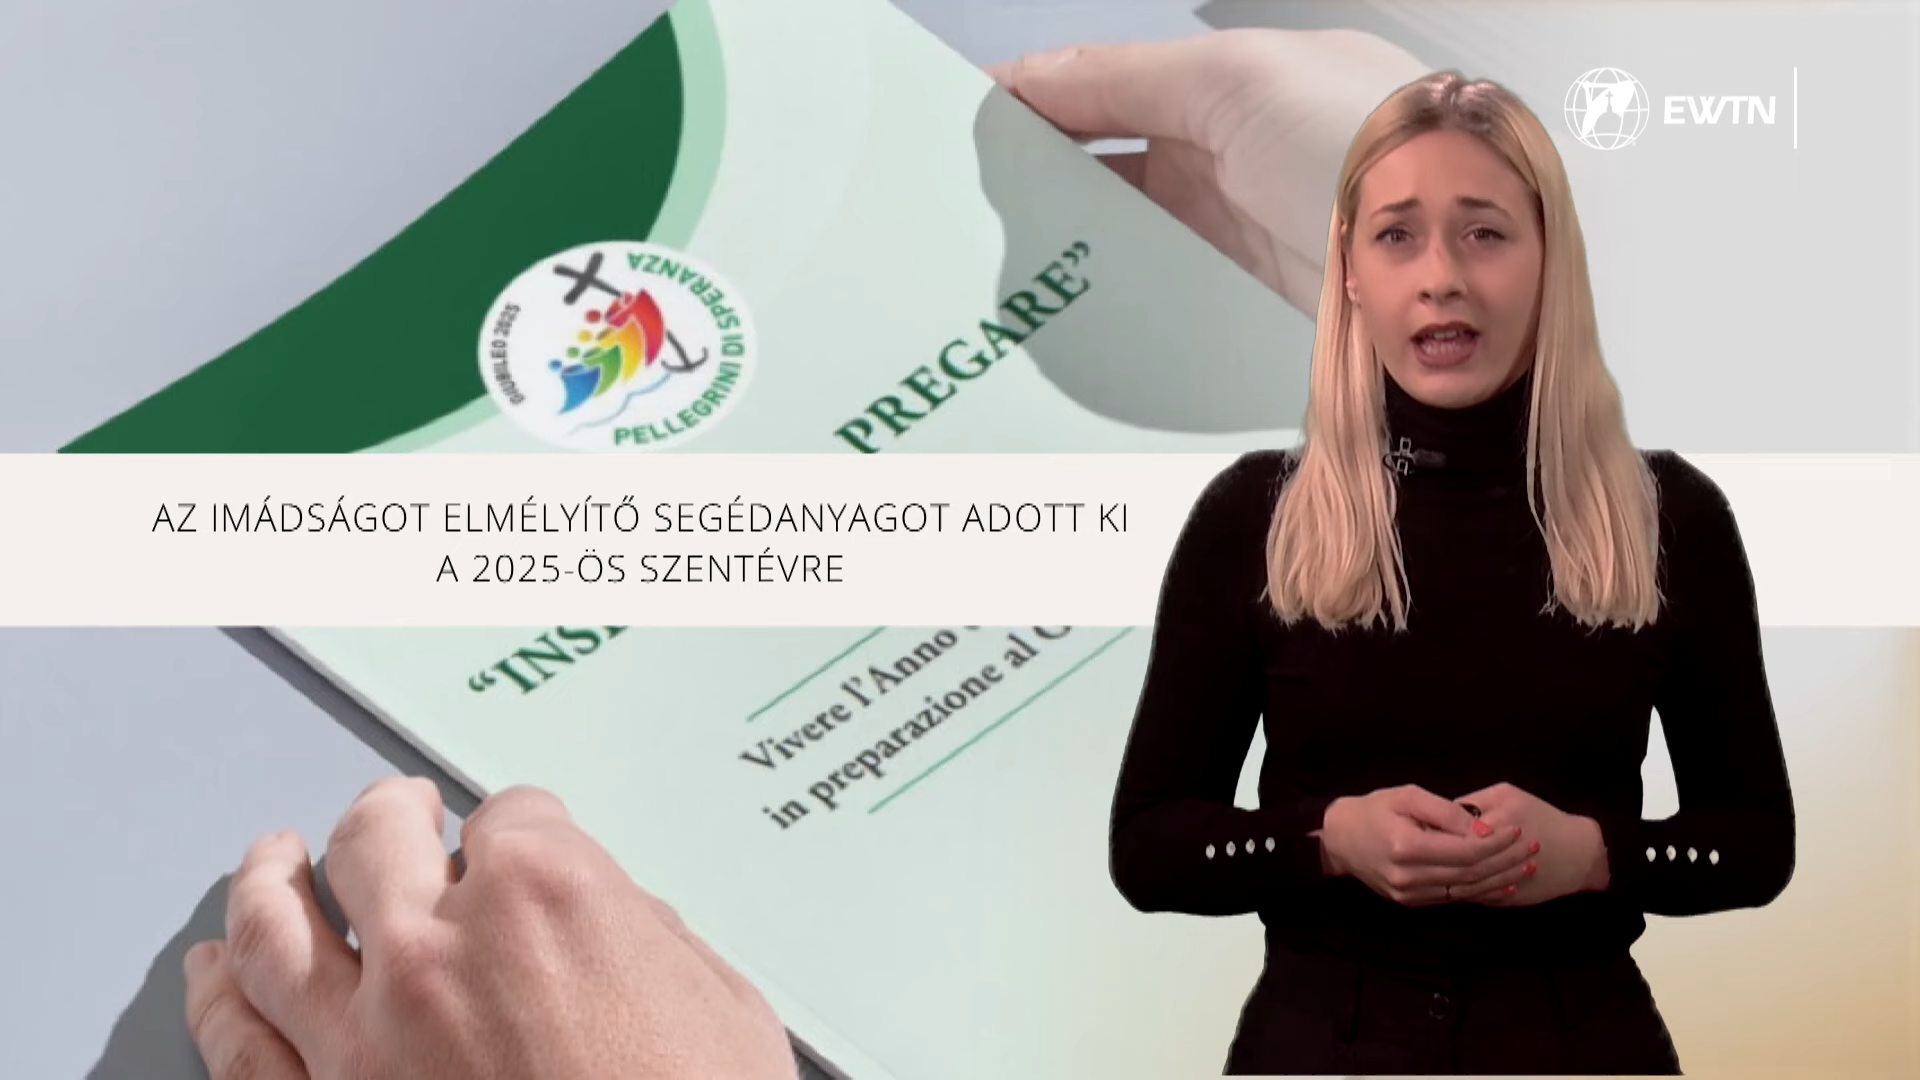 EWTN
GIUBILEO 2025
PELLEGRINI DI SPERANZA
PREGARE”
AZ IMÁDSÁGOT ELMÉLYÍTŐ SEGÉDANYAGOT ADOTT KI
A 2025-ÖS SZENTÉVRE
Vivere l’Anno
in preparazione al